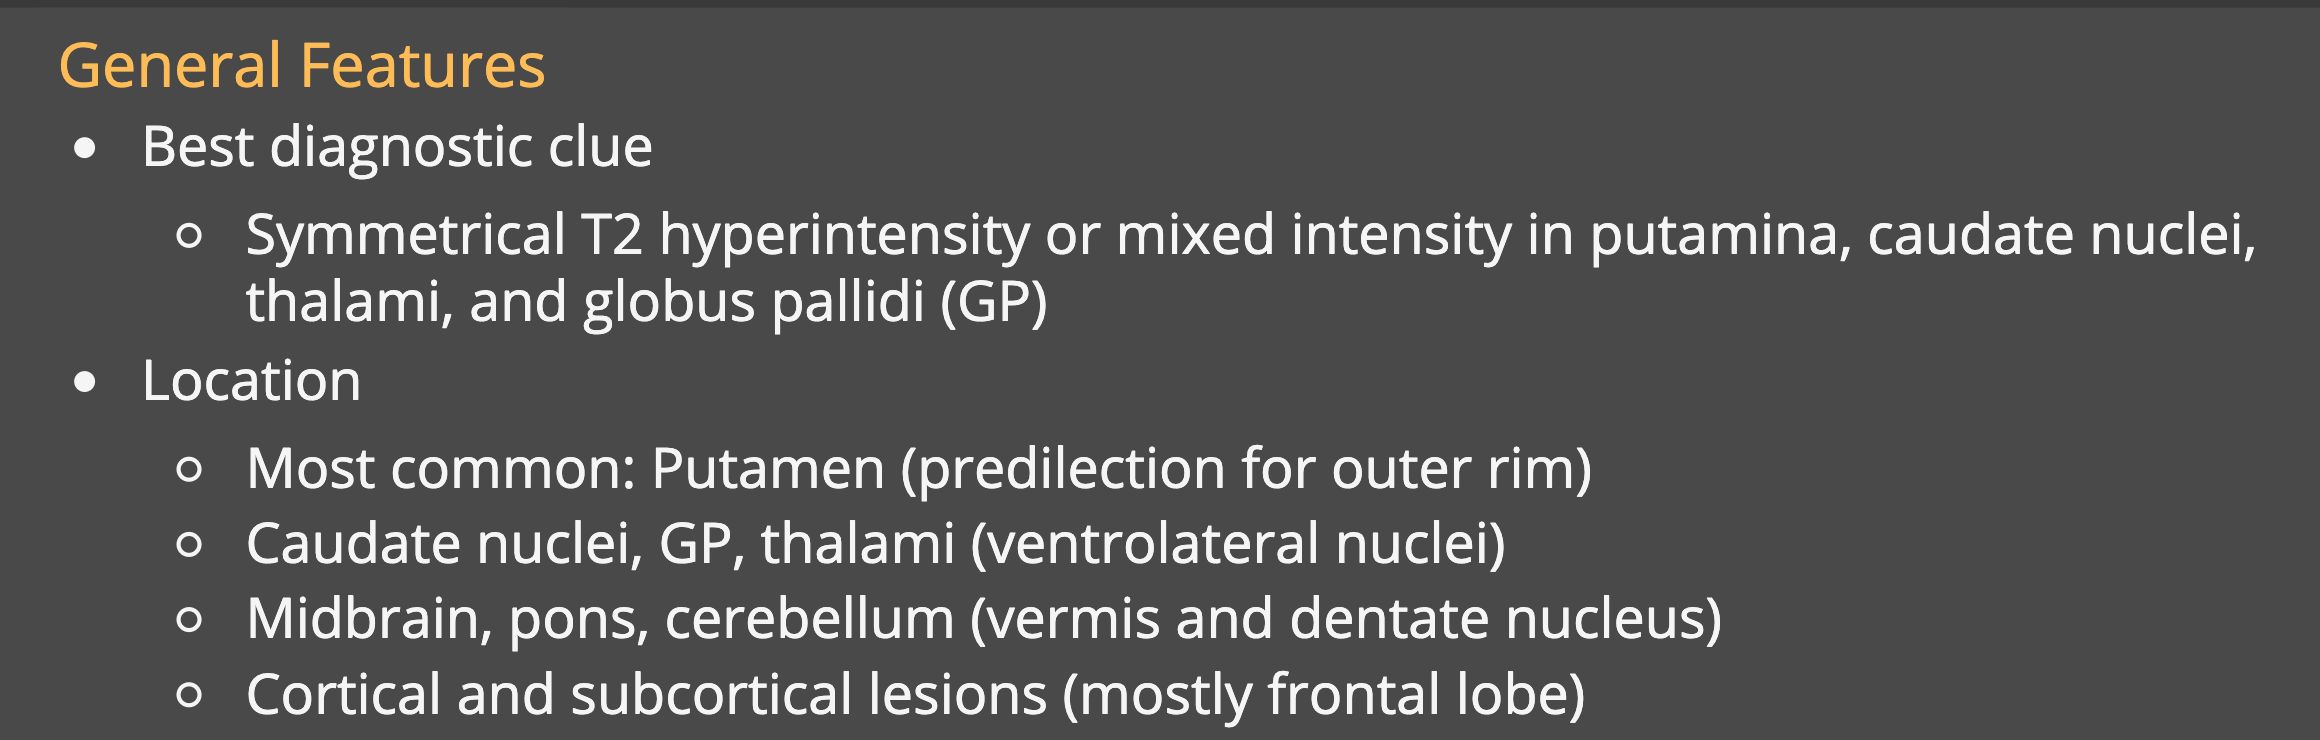 General Features
• Best diagnostic clue
○ Symmetrical T2 hyperintensity or mixed intensity in putamina, caudate nuclei,
thalami, and globus pallidi (GP)
• Location
○ Most common: Putamen (predilection for outer rim)
○ Caudate nuclei, GP, thalami (ventrolateral nuclei)
○ Midbrain, pons, cerebellum (vermis and dentate nucleus)
○ Cortical and subcortical lesions (mostly frontal lobe)